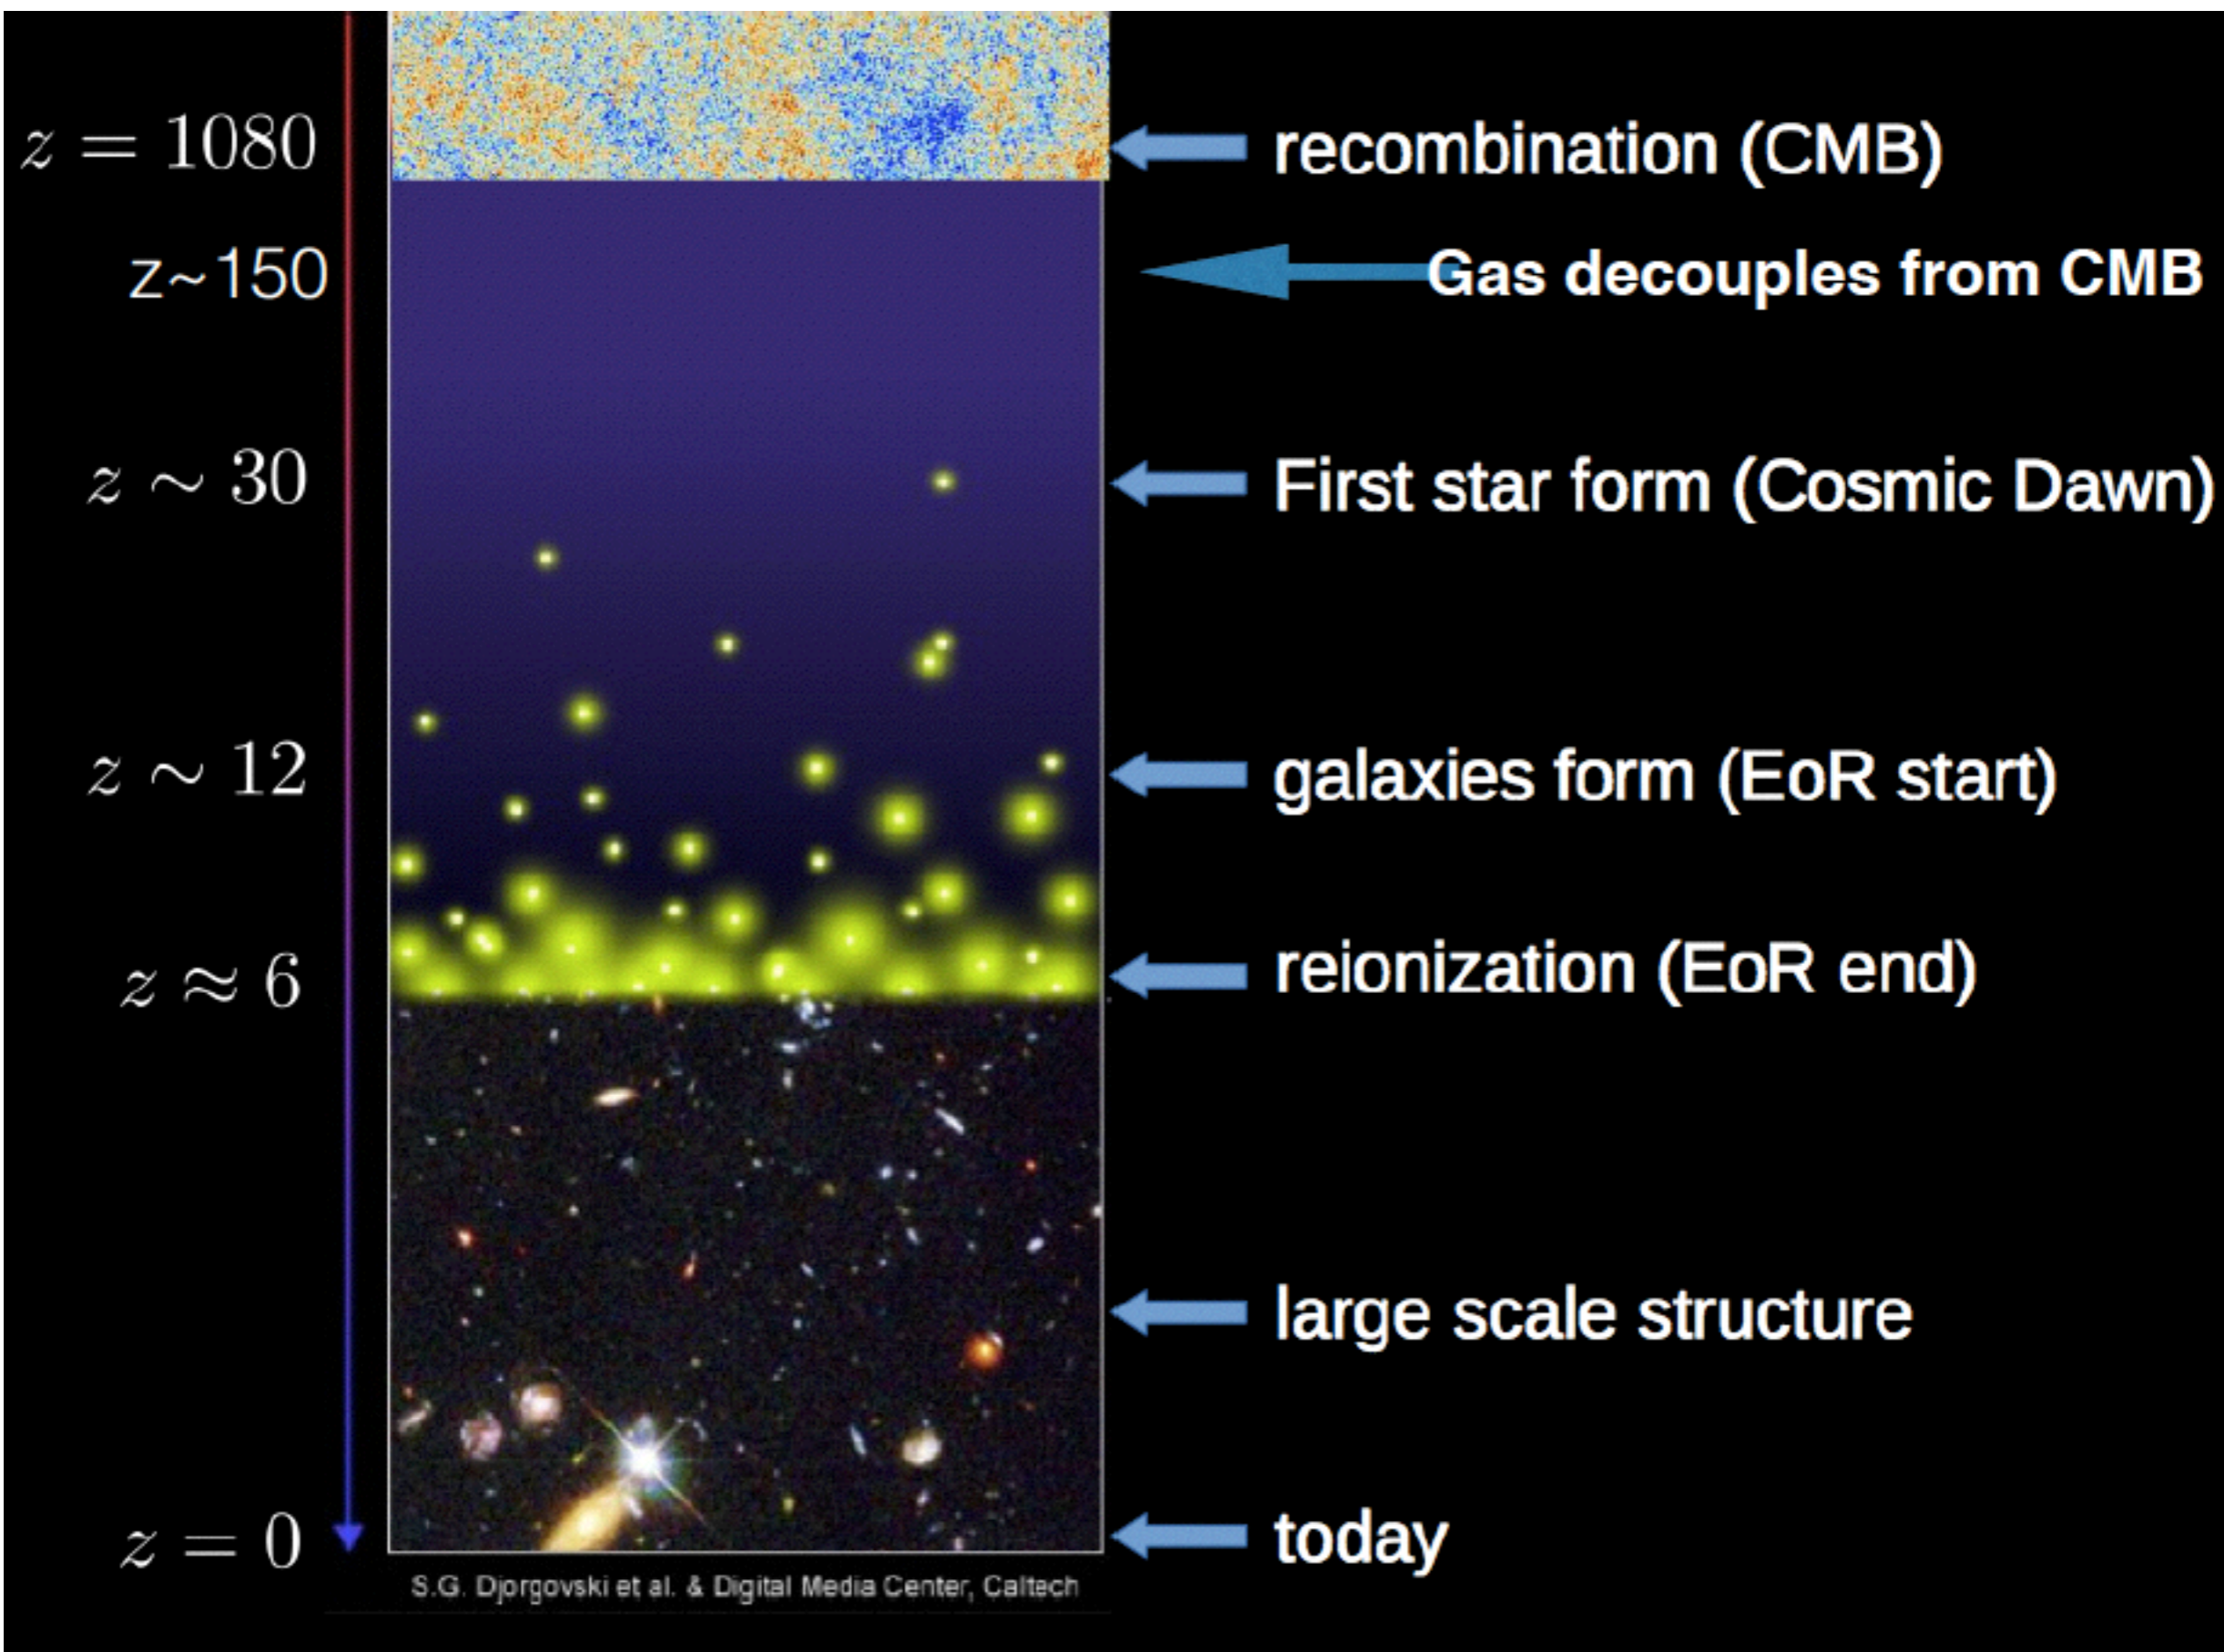 z = 1080
recombination (CMB)
z~150
Gas decouples from CMB
z ∼ 30
First star form (Cosmic Dawn)
z ∼ 12
galaxies form (EoR start)
z ≈ 6
reionization (EoR end)
large scale structure
z = 0
today
S.G. Djorgovski et al. & Digital Media Center, Caltech